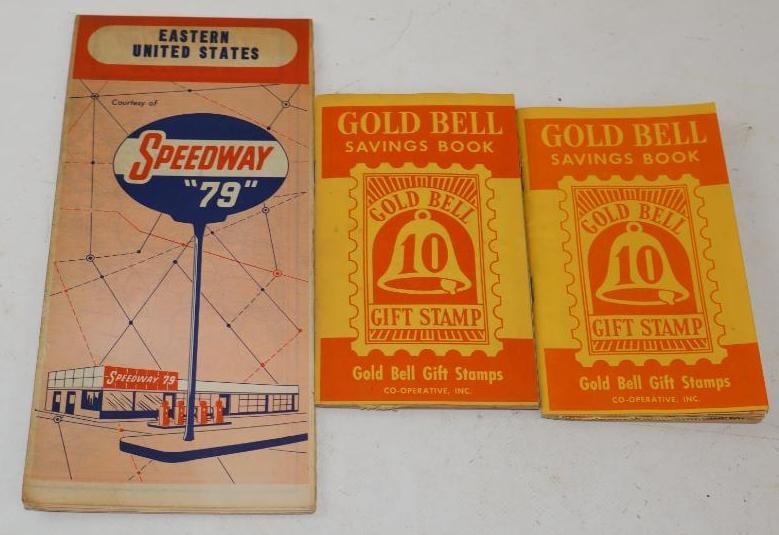 EASTERN
UNITED STATES
Courtesy of
SPEEDWAY
"79"
SPEEDWAY 79
GOLD BELL
SAVINGS BOOK
GOLD BELL
10
GIFT STAMP
Gold Bell Gift Stamps
CO-OPERATIVE, INC.
GOLD BELL
SAVINGS BOOK
GOLD BELL
10
GIFT STAMP
Gold Bell Gift Stamps
CO-OPERATIVE, INC.